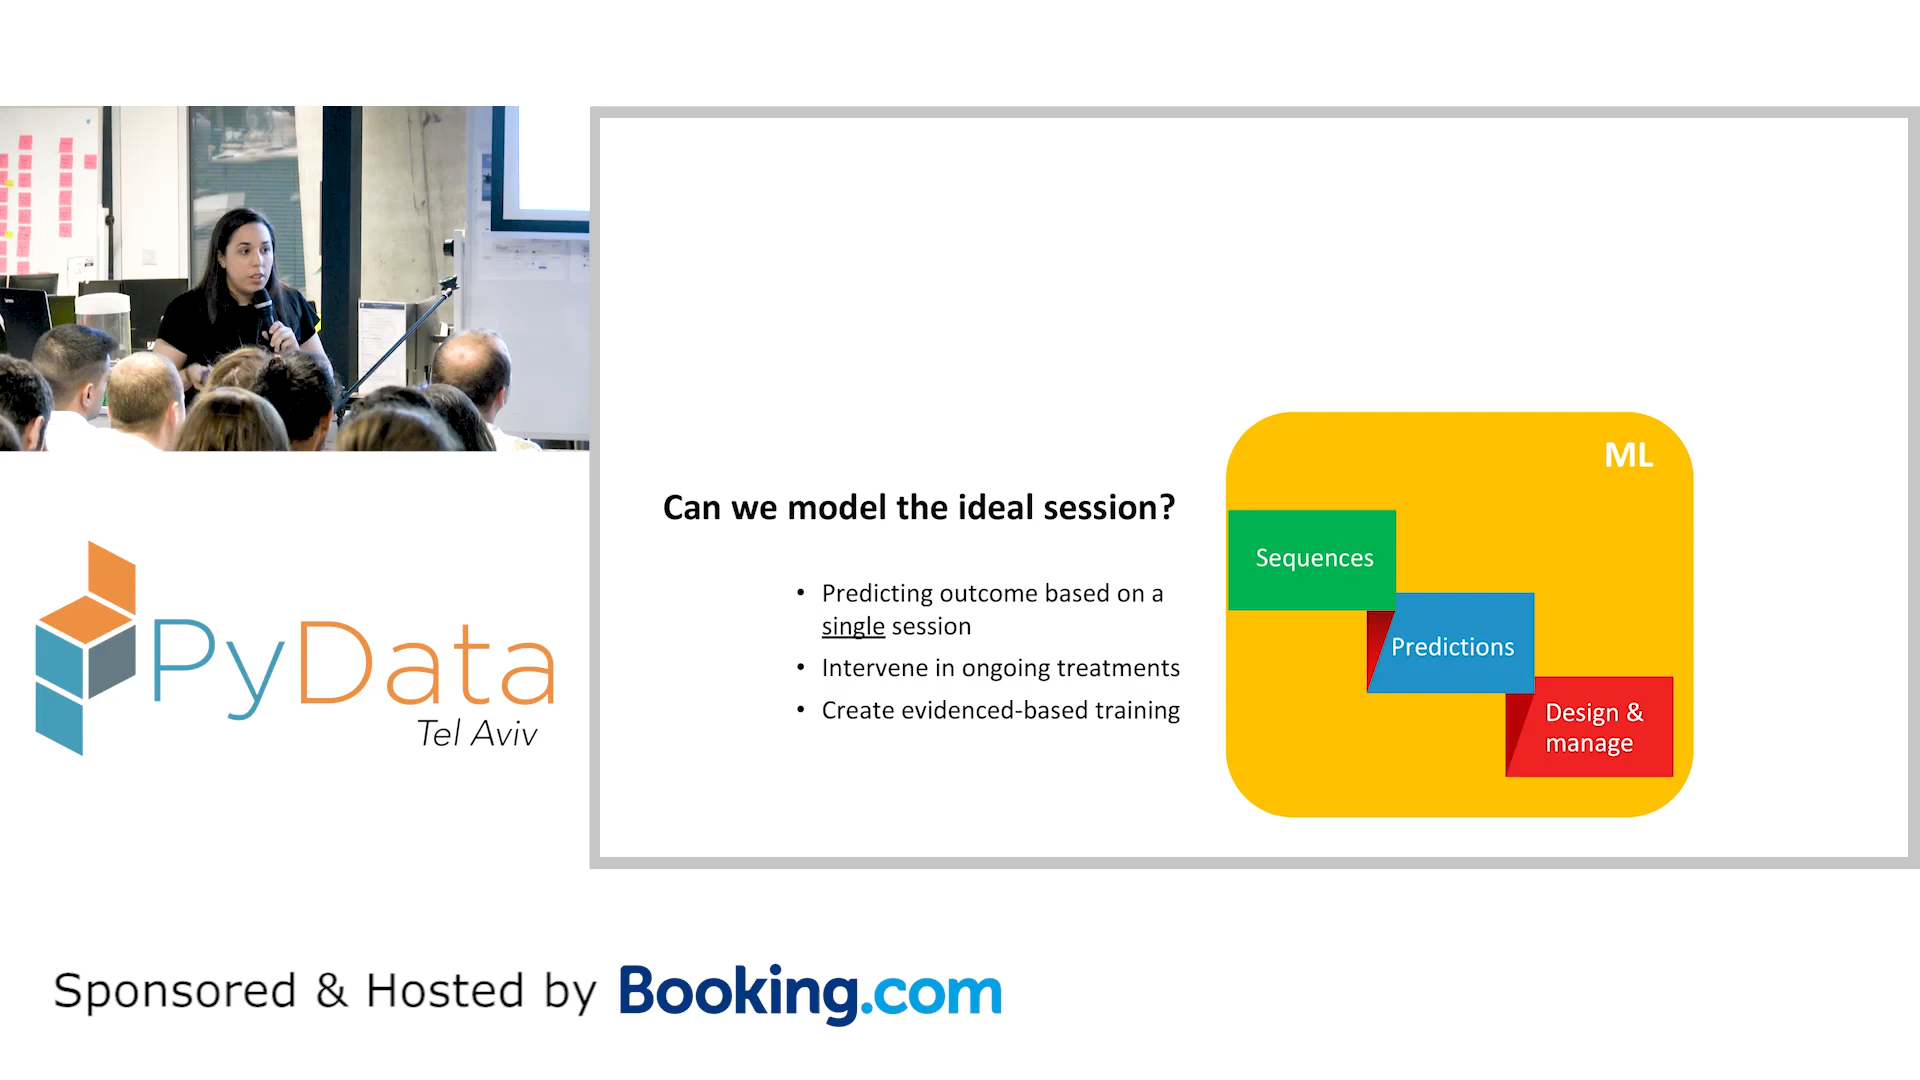 Can we model the ideal session?
• Predicting outcome based on a
single session
• Intervene in ongoing treatments
• Create evidenced-based training
ML
Sequences
Predictions
Design &
manage
PyData
Tel Aviv
Sponsored & Hosted by Booking.com